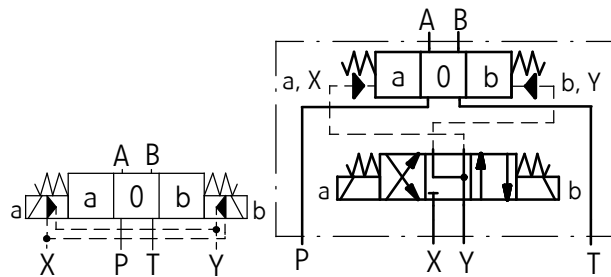 A B
a 0 b
a b
X P T Y
A B
a, X a 0 b b, Y
a b
P X Y T